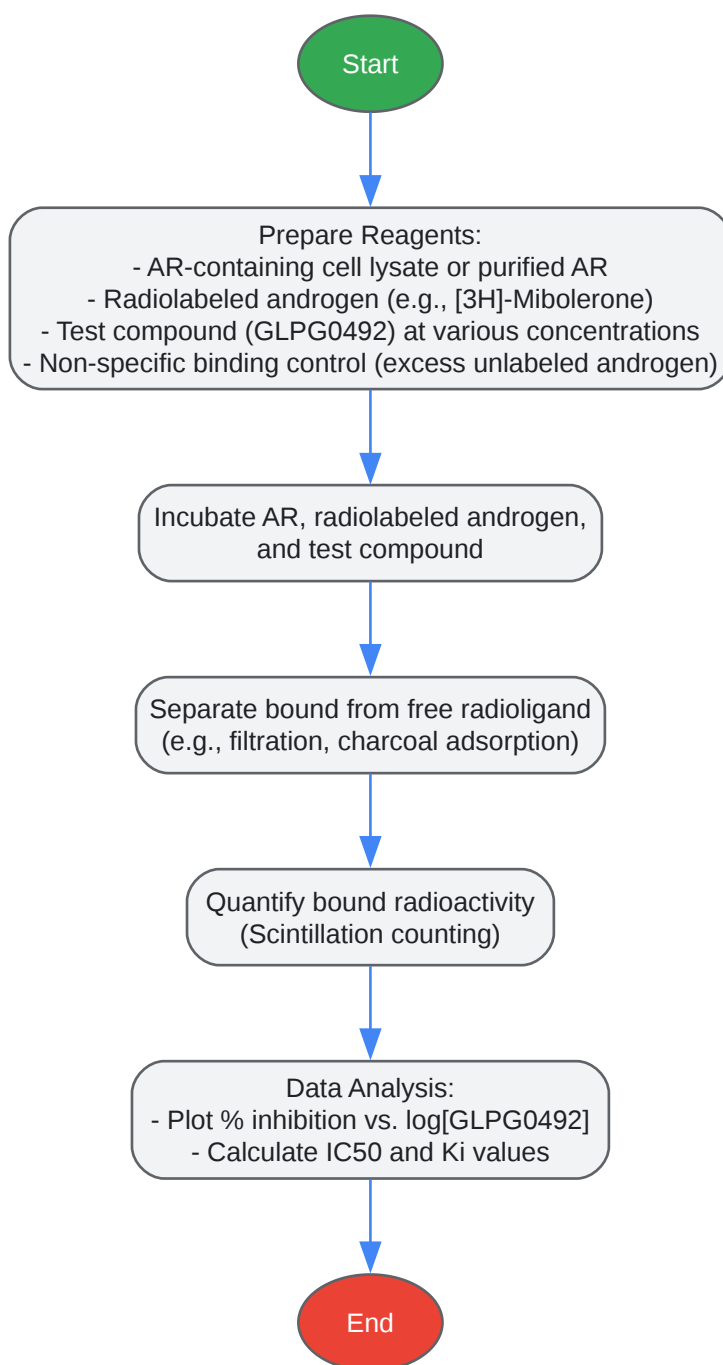 Start
Prepare Reagents:
- AR-containing cell lysate or purified AR
- Radiolabeled androgen (e.g., [3H]-Mibolerone)
- Test compound (GLPG0492) at various concentrations
- Non-specific binding control (excess unlabeled androgen)
Incubate AR, radiolabeled androgen,
and test compound
Separate bound from free radioligand
(e.g., filtration, charcoal adsorption)
Quantify bound radioactivity
(Scintillation counting)
Data Analysis:
- Plot % inhibition vs. log[GLPG0492]
- Calculate IC50 and Ki values
End